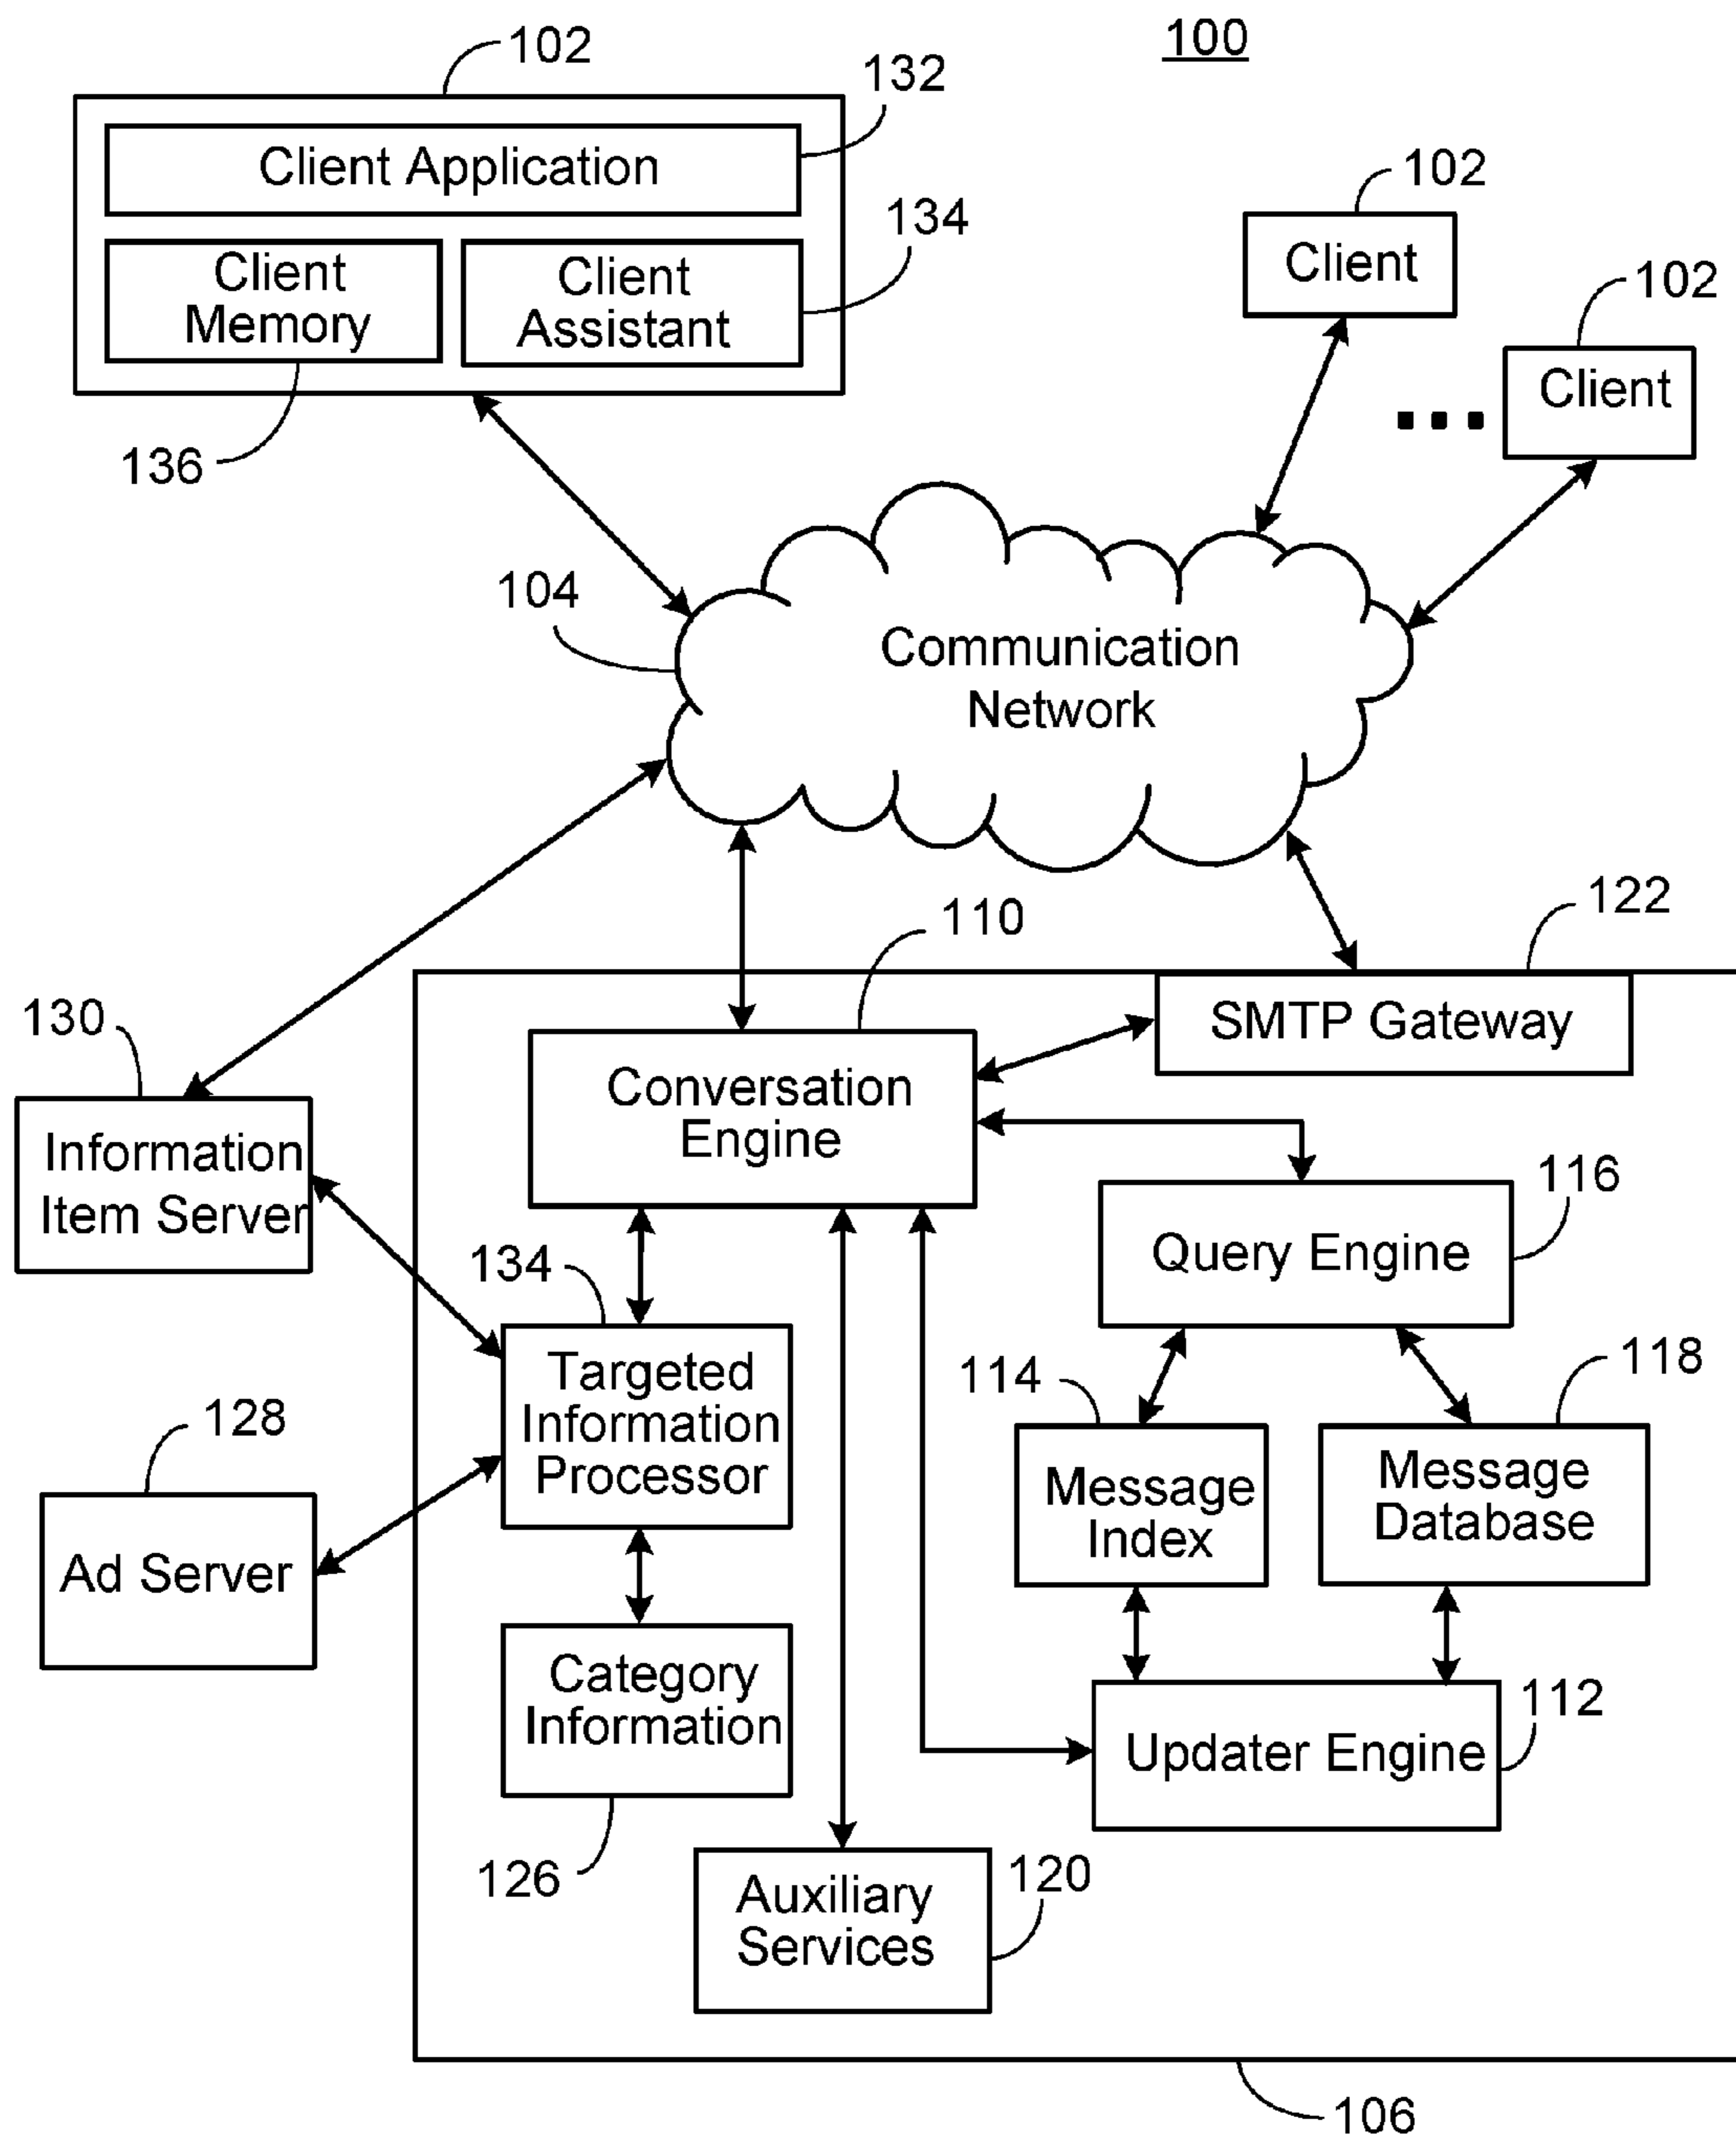 100
102
132
Client Application
134
Client
Memory
Client
Assistant
136
102
Client
102
Client
...
104
Communication
Network
110
122
SMTP Gateway
130
Information
Item Server
Conversation
Engine
116
Query Engine
134
Targeted
Information
Processor
114
118
Message
Index
Message
Database
128
Ad Server
Category
Information
112
Updater Engine
126
Auxiliary
Services
120
106